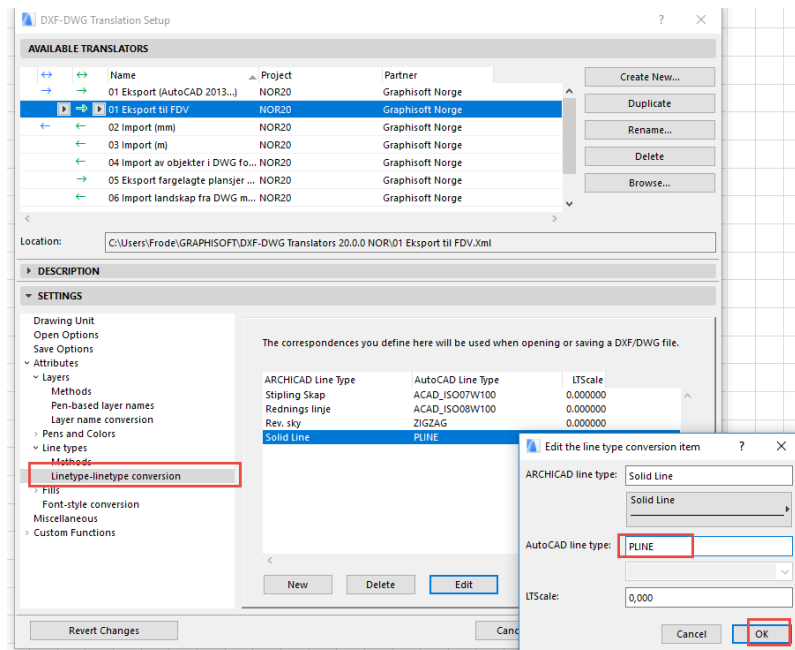 DXF-DWG Translation Setup
AVAILABLE TRANSLATORS
Name Project Partner
01 Eksport (AutoCAD 2013...) NOR20 Graphisoft Norge
01 Eksport til FDV NOR20 Graphisoft Norge
02 Import (mm) NOR20 Graphisoft Norge
03 Import (m) NOR20 Graphisoft Norge
04 Import av objekter i DWG fo... NOR20 Graphisoft Norge
05 Eksport fargelagte plansjer ... NOR20 Graphisoft Norge
06 Import landskap fra DWG m... NOR20 Graphisoft Norge
Create New...
Duplicate
Rename...
Delete
Browse...
Location: C:\Users\Frode\GRAPHISOFT\DXF-DWG Translators 20.0.0 NOR\01 Eksport til FDV.Xml
DESCRIPTION
SETTINGS
Drawing Unit
Open Options
Save Options
Attributes
Layers
Methods
Pen-based layer names
Layer name conversion
Pens and Colors
Line types
Methods
Linetype-linetype conversion
Fills
Font-style conversion
Miscellaneous
Custom Functions
The correspondences you define here will be used when opening or saving a DXF/DWG file.
ARCHICAD Line Type AutoCAD Line Type LTScale
Stipling Skap ACAD_ISO07W100 0.000000
Rednings linje ACAD_ISO08W100 0.000000
Rev. sky ZIGZAG 0.000000
Solid Line PLINE
New Delete Edit
Revert Changes Canc
Edit the line type conversion item ?
ARCHICAD line type: Solid Line
Solid Line
AutoCAD line type: PLINE
LTScale: 0,000
Cancel OK